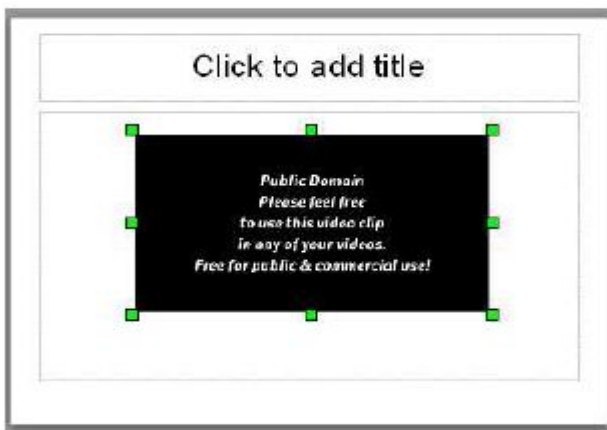 Click to add title
Public Domain
Please feel free
to use this video clip
in any of your videos.
Free for public & commercial use!